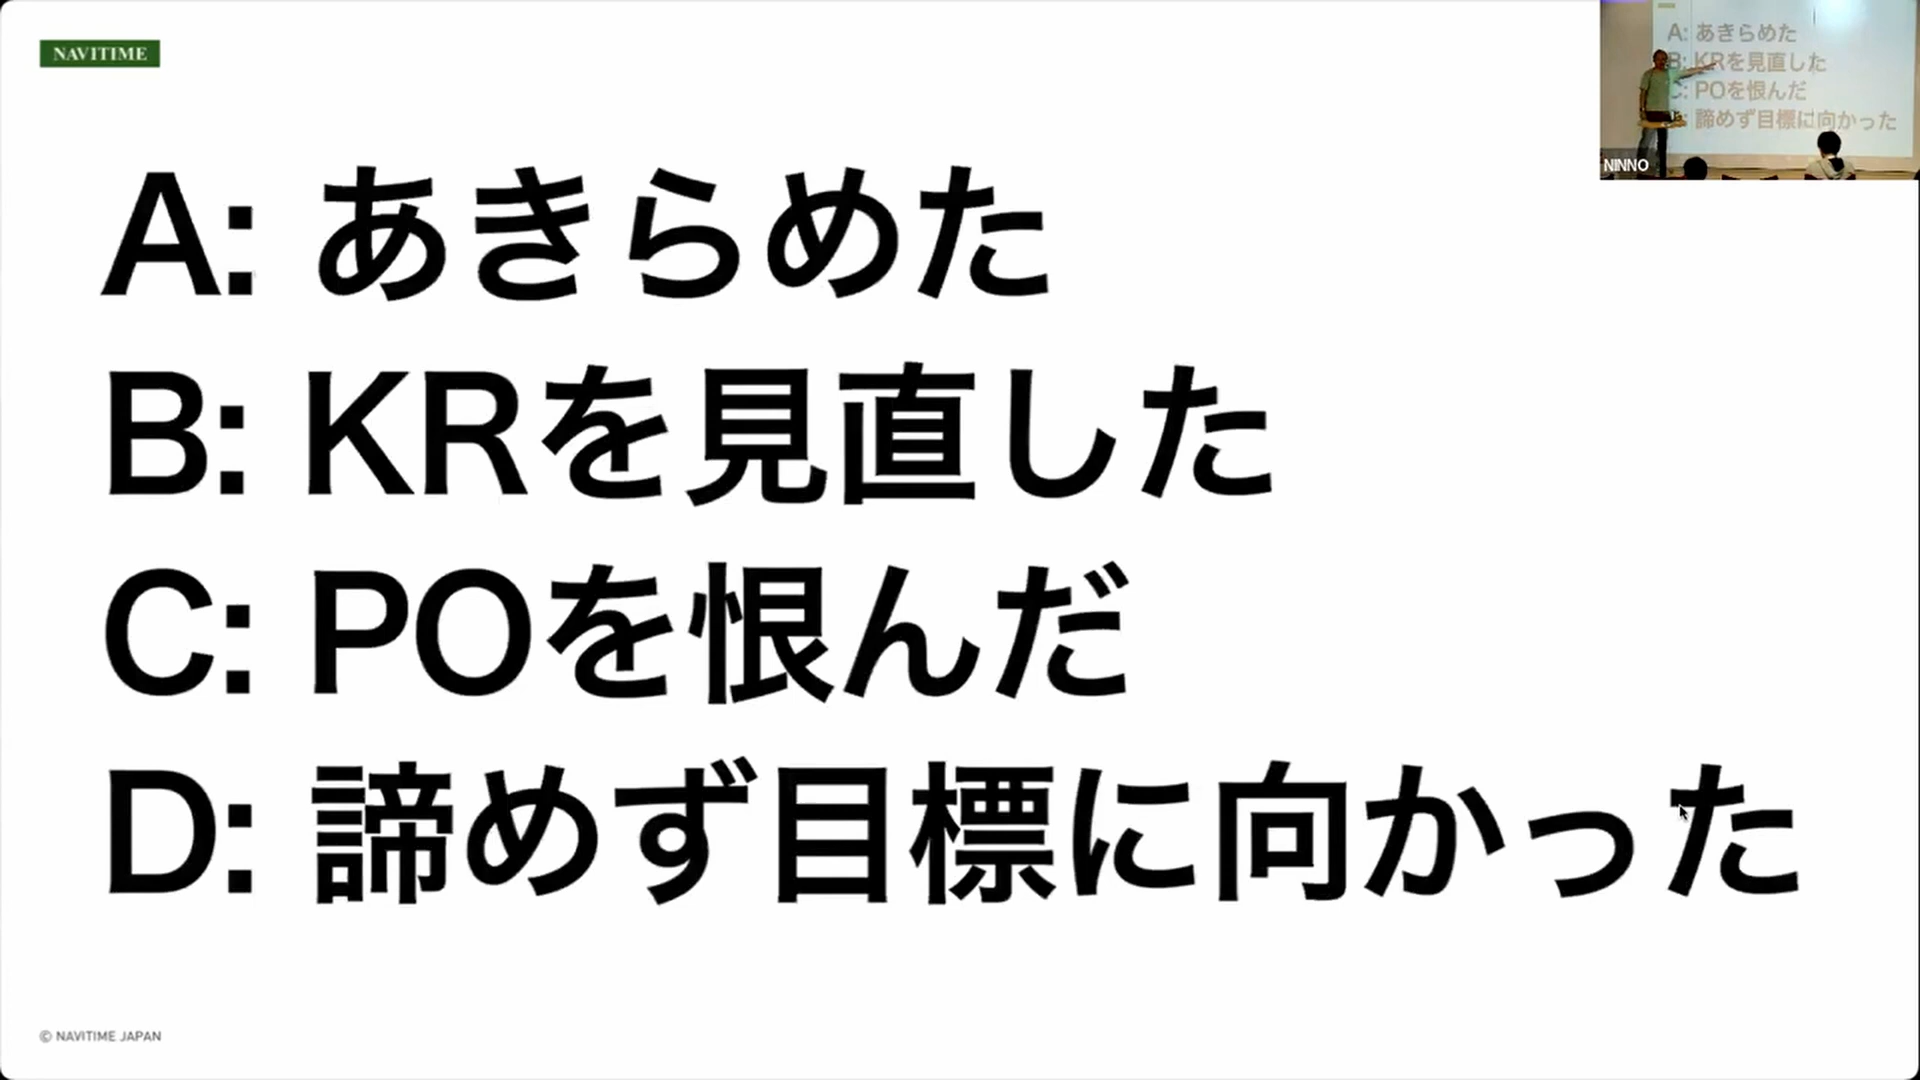 NAVITIME
A: あきらめた
B: KRを見直した
C: POを恨んだ
D: 諦めず目標に向かった
© NAVITIME JAPAN
A: あきらめた
B: KRを見直した
C: POを恨んだ
諦めず目標に向かった
NINNO